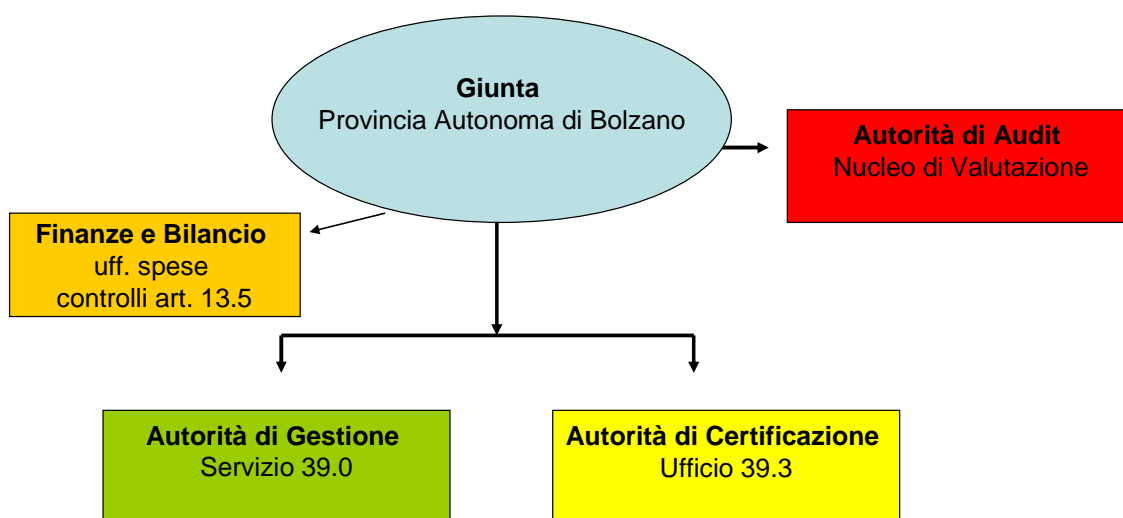 Giunta
Provincia Autonoma di Bolzano
Autorità di Audit
Nucleo di Valutazione
Finanze e Bilancio
uff. spese
controlli art. 13.5
Autorità di Gestione
Servizio 39.0
Autorità di Certificazione
Ufficio 39.3